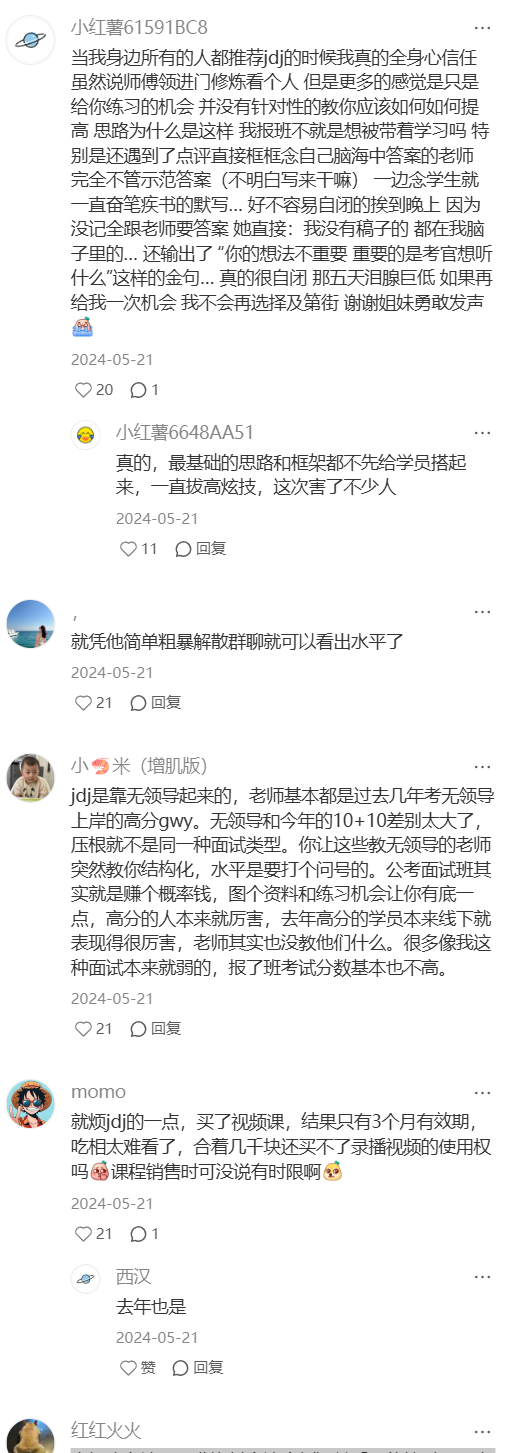 小红薯61591BC8
当我身边所有的人都推荐jdj的时候我真的全身心信任
虽然说师傅领进门修炼看个人 但是更多的感觉是只是
给你练习的机会 并没有针对性的教你应该如何如何提
高 思路为什么是这样 我报班不就是想被带着学习吗 特
别是还遇到了点评直接框框念自己脑海中答案的老师
完全不管示范答案（不明白写来干嘛） 一边念学生就
一直奋笔疾书的默写... 好不容易自闭的挨到晚上 因为
没记全跟老师要答案 她直接：我没有稿子的 都在我脑
子里的... 还输出了 “你的想法不重要 重要的是考官想听
什么”这样的金句... 真的很自闭 那五天泪腺巨低 如果再
给我一次机会 我不会再选择及第街 谢谢姐妹勇敢发声
2024-05-21
20 1
小红薯6648AA51
真的，最基础的思路和框架都不先给学员搭起
来，一直拔高炫技，这次害了不少人
2024-05-21
11 回复
，
就凭他简单粗暴解散群聊就可以看出水平了
2024-05-21
21 回复
小🦐米（增肌版）
jdj是靠无领导起来的，老师基本都是过去几年考无领导
上岸的高分gwy。无领导和今年的10+10差别太大了，
压根就不是同一种面试类型。你让这些教无领导的老师
突然教你结构化，水平是要打个问号的。公考面试班其
实就是赚个概率钱，图个资料和练习机会让你有底一
点，高分的人本来就厉害，去年高分的学员本来线下就
表现得很厉害，老师其实也没教他们什么。很多像我这
种面试本来就弱的，报了班考试分数基本也不高。
2024-05-21
21 回复
momo
就烦jdj的一点，买了视频课，结果只有3个月有效期，
吃相太难看了，合着几千块还买不了录播视频的使用权
吗 课程销售时可没说有时限啊
2024-05-21
21 1
西汉
去年也是
2024-05-21
赞 回复
红红火火